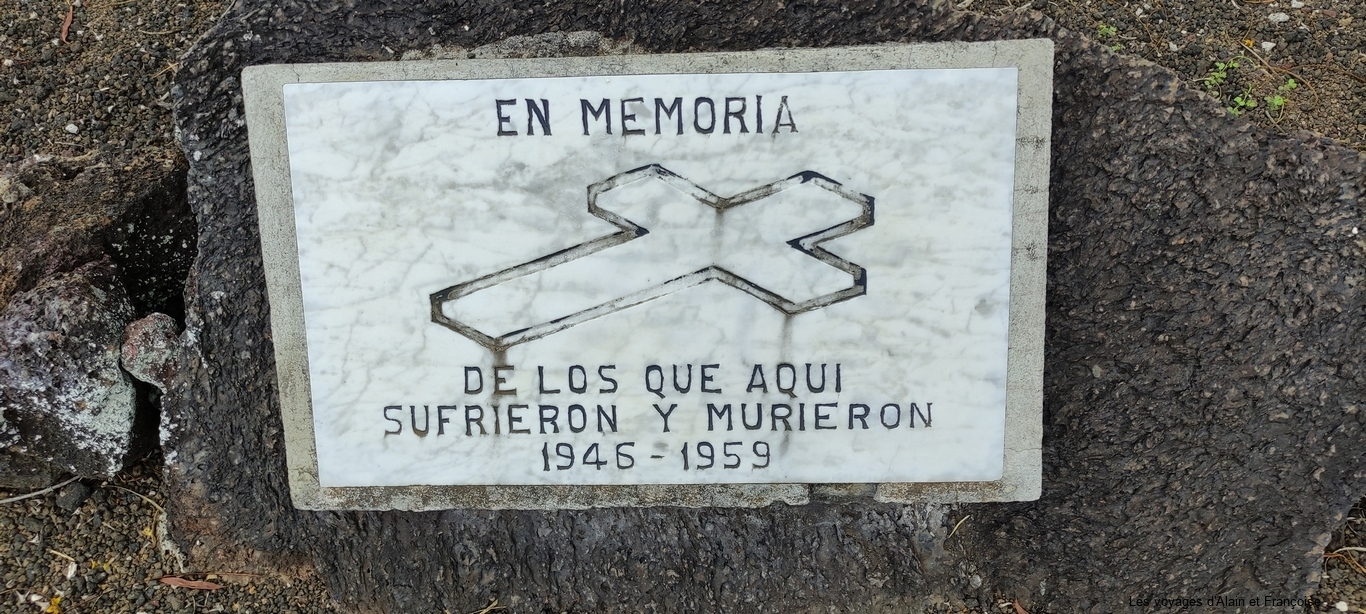 EN MEMORIA
DE LOS QUE AQUI
SUFRIERON Y MURIERON
1946-1959
Les voyages d'Alain et Françoise